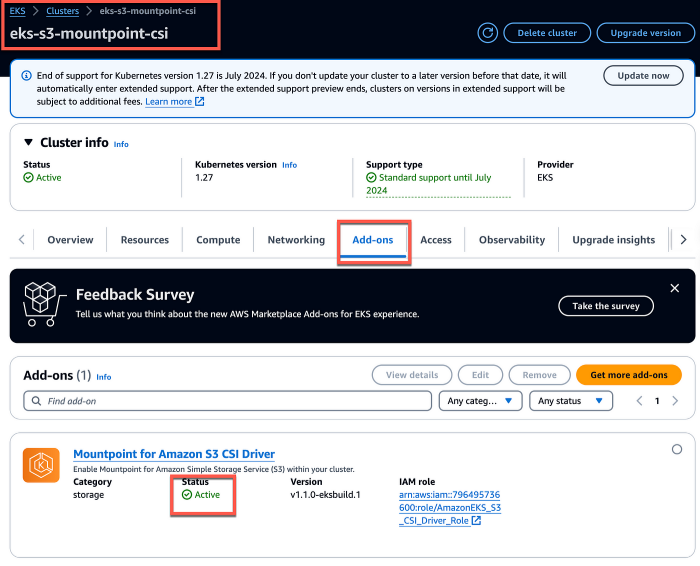 EKS > Clusters > eks-s3-mountpoint-csi
eks-s3-mountpoint-csi
Delete cluster
Upgrade version
End of support for Kubernetes version 1.27 is July 2024. If you don't update your cluster to a later version before that date, it will
automatically enter extended support. After the extended support preview ends, clusters on versions in extended support will be
subject to additional fees. Learn more
Update now
Cluster info Info
Status
Active
Kubernetes version Info
1.27
Support type
Standard support until July
2024
Provider
EKS
Overview
Resources
Compute
Networking
Add-ons
Access
Observability
Upgrade insights
Feedback Survey
Tell us what you think about the new AWS Marketplace Add-ons for EKS experience.
Take the survey
Add-ons (1) Info
View details
Edit
Remove
Get more add-ons
Find add-on
Any categ...
Any status
1
Mountpoint for Amazon S3 CSI Driver
Enable Mountpoint for Amazon Simple Storage Service (S3) within your cluster.
Category
storage
Status
Active
Version
v1.1.0-eksbuild.1
IAM role
arn:aws:iam::796495736
600:role/AmazonEKS_S3
_CSI_Driver_Role